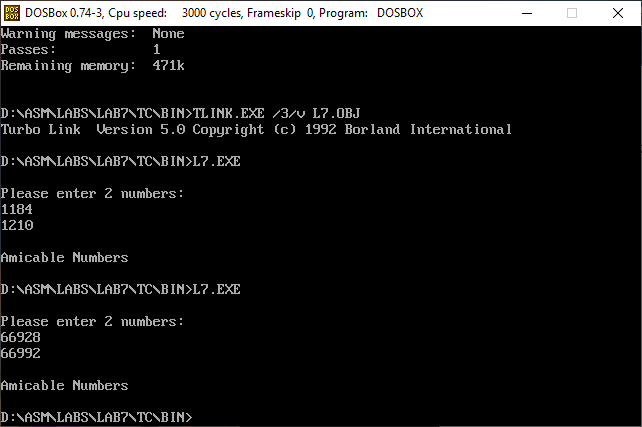 DOS
BOX
DOSBox 0.74-3, Cpu speed:    3000 cycles, Frameskip  0, Program:   DOSBOX
Warning messages:  None
Passes:            1
Remaining memory:  471k
D:\ASM\LABS\LAB7\TC\BIN>TLINK.EXE /3/v L7.OBJ
Turbo Link  Version 5.0 Copyright (c) 1992 Borland International
D:\ASM\LABS\LAB7\TC\BIN>L7.EXE
Please enter 2 numbers:
1184
1210
Amicable Numbers
D:\ASM\LABS\LAB7\TC\BIN>L7.EXE
Please enter 2 numbers:
66928
66992
Amicable Numbers
D:\ASM\LABS\LAB7\TC\BIN>